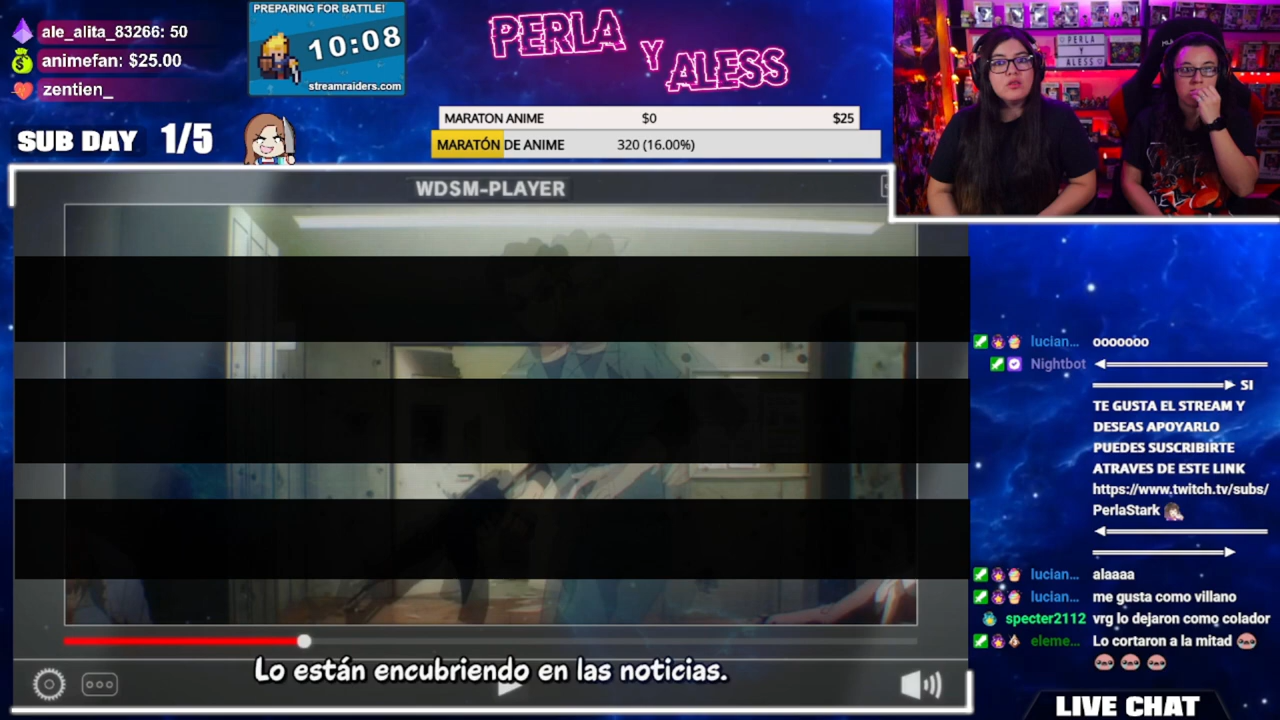 ale_alita_83266: 50
animefan: $25.00
zentien_
SUB DAY 1/5
PREPARING FOR BATTLE!
10:08
streamraiders.com
PERLA
Y
ALESS
MARATON ANIME $0 $25
MARATÓN DE ANIME 320 (16.00%)
PERLA
Y
ALESS
WDSM-PLAYER
Lo están encubriendo en las noticias.
lucian... ooooooo
Nightbot
SI
TE GUSTA EL STREAM Y
DESEAS APOYARLO
PUEDES SUSCRIBIRTE
ATRAVES DE ESTE LINK
https://www.twitch.tv/subs/
PerlaStark
lucian... alaaaa
lucian... me gusta como villano
specter2112 vrg lo dejaron como colador
eleme... Lo cortaron a la mitad
LIVE CHAT